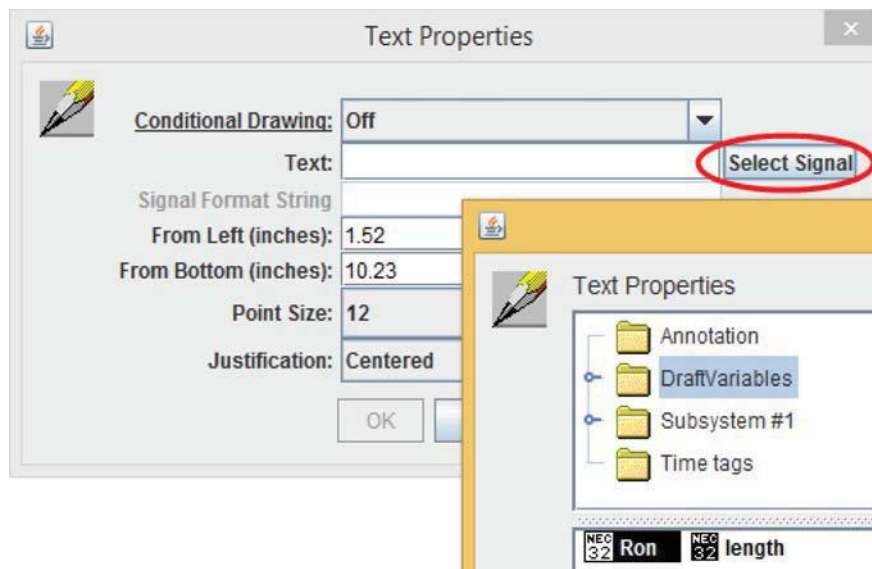 Text Properties
Conditional Drawing: Off
Text: Select Signal
Signal Format String
From Left (inches): 1.52
From Bottom (inches): 10.23
Point Size: 12
Justification: Centered
OK
Text Properties
Annotation
DraftVariables
Subsystem #1
Time tags
NEC 32 Ron NEC 32 length